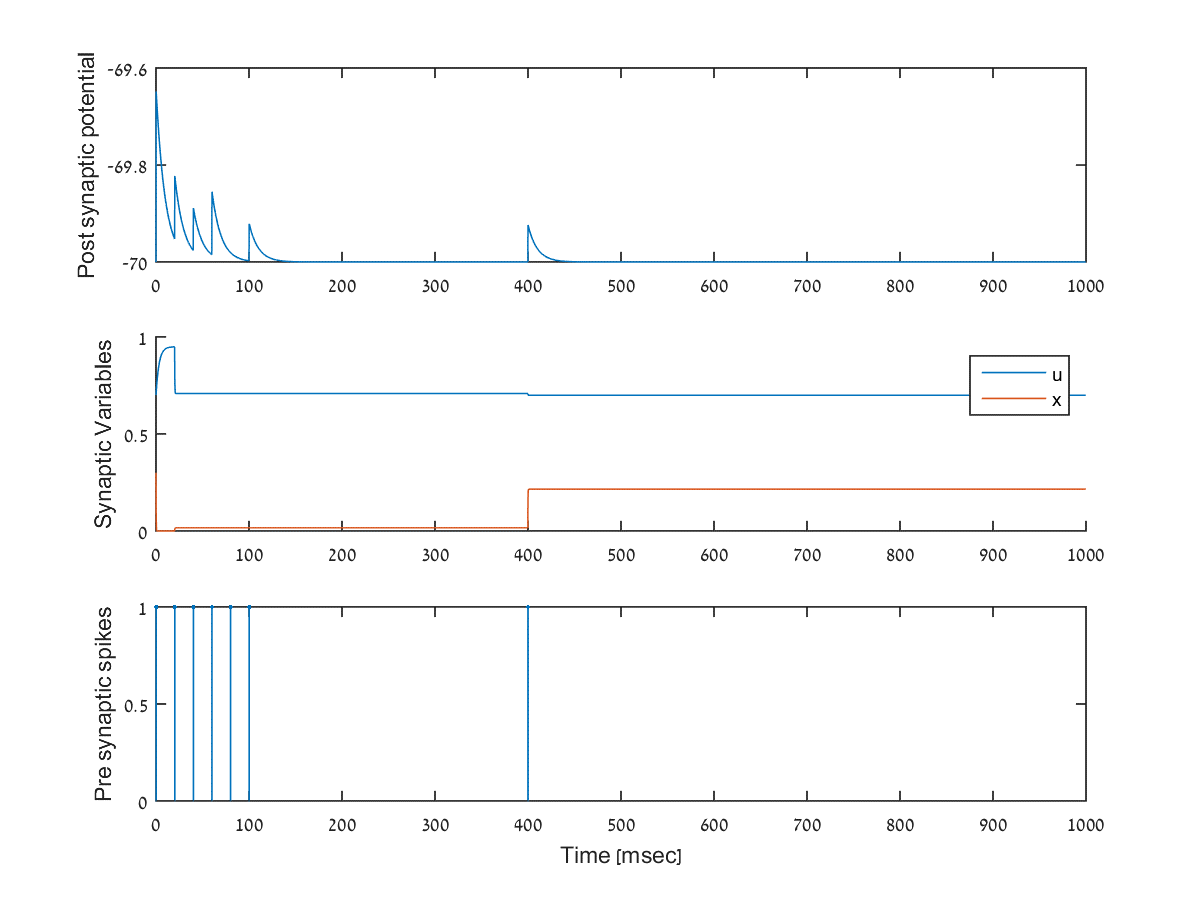 Post synaptic potential
-69.6
-69.8
-70
0 100 200 300 400 500 600 700 800 900 1000
Synaptic Variables
1
0.5
0
u
x
0 100 200 300 400 500 600 700 800 900 1000
Pre synaptic spikes
1
0.5
0
0 100 200 300 400 500 600 700 800 900 1000
Time [msec]